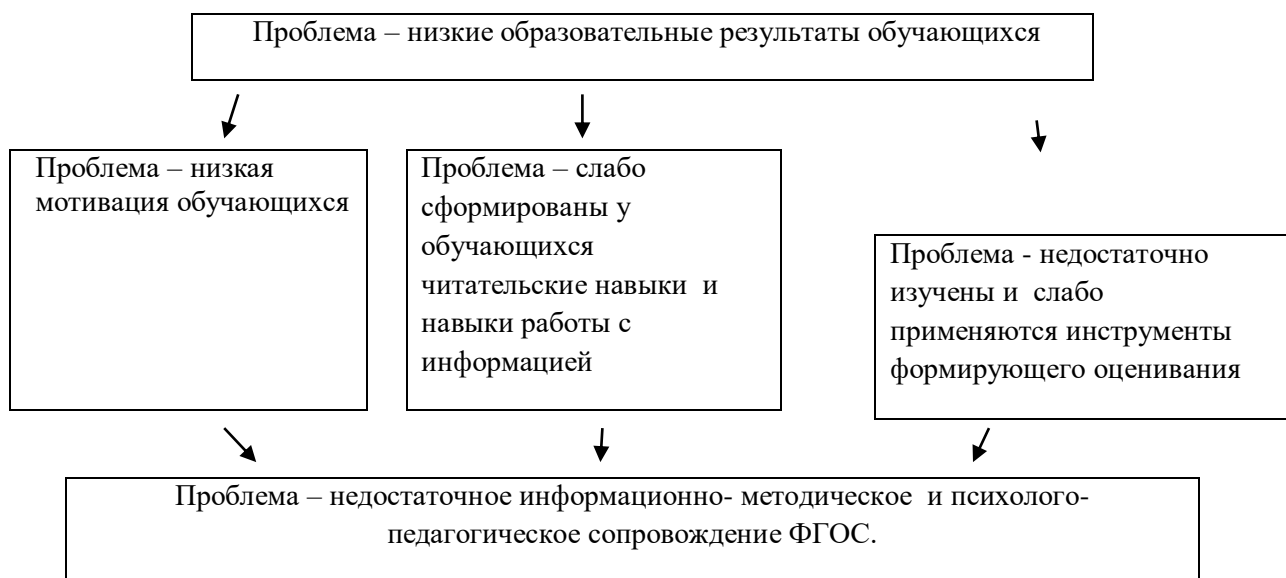 Проблема – низкие образовательные результаты обучающихся
Проблема – низкая
мотивация обучающихся
Проблема – слабо
сформированы у
обучающихся
читательские навыки и
навыки работы с
информацией
Проблема - недостаточно
изучены и слабо
применяются инструменты
формирующего оценивания
Проблема – недостаточное информационно- методическое и психолого-
педагогическое сопровождение ФГОС.